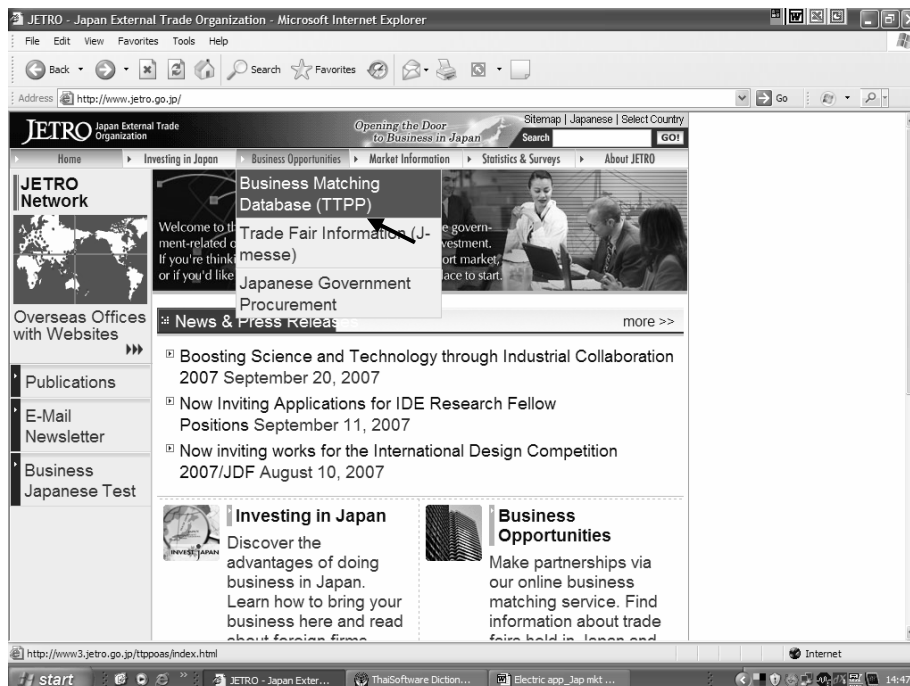 JETRO - Japan External Trade Organization - Microsoft Internet Explorer
File Edit View Favorites Tools Help
Back Search Favorites
Address http://www.jetro.go.jp/ Go
JETRO Japan External Trade Organization
Opening the Door to Business in Japan
Sitemap | Japanese | Select Country
Search GO!
Home Investing in Japan Business Opportunities Market Information Statistics & Surveys About JETRO
JETRO
Network
Overseas Offices
with Websites
Publications
E-Mail
Newsletter
Business
Japanese Test
Business Matching
Database (TTPP)
Trade Fair Information (J-
messe)
Japanese Government
Procurement
Welcome to th
ment-related o
If you're think
or if you'd like
e govern-
vestment.
ort market,
lace to start.
News & Press Releases more >>
Boosting Science and Technology through Industrial Collaboration
2007 September 20, 2007
Now Inviting Applications for IDE Research Fellow
Positions September 11, 2007
Now inviting works for the International Design Competition
2007/JDF August 10, 2007
INVEST JAPAN
Investing in Japan
Discover the
advantages of doing
business in Japan.
Learn how to bring your
business here and read
about foreign firms
Business
Opportunities
Make partnerships via
our online business
matching service. Find
information about trade
fairs held in Japan and
http://www3.jetro.go.jp/ttppoas/index.html Internet
start JETRO - Japan Exter... ThaiSoftware Diction... Electric app_Jap mkt ... 14:47